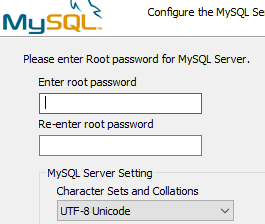 MySQL
Configure the MySQL Se
Please enter Root password for MySQL Server.
Enter root password
Re-enter root password
MySQL Server Setting
Character Sets and Collations
UTF-8 Unicode